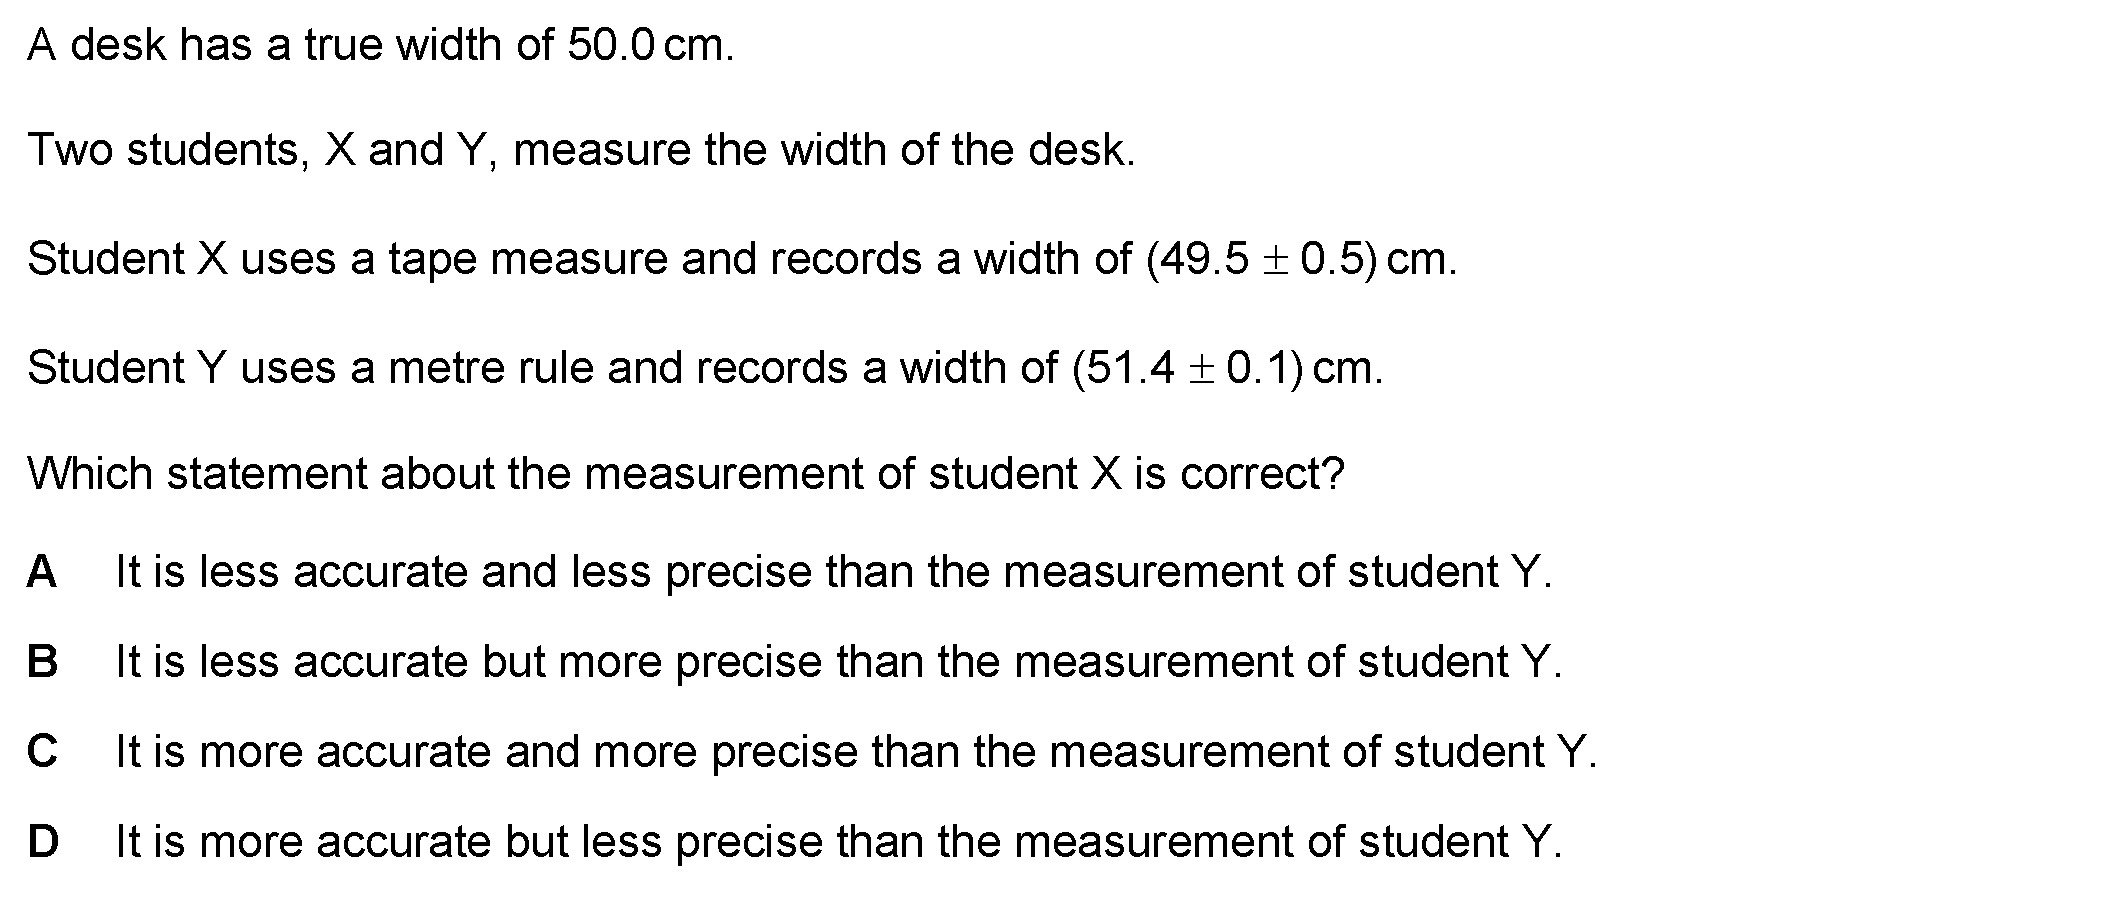 A desk has a true width of 50.0 cm.
Two students, X and Y, measure the width of the desk.
Student X uses a tape measure and records a width of (49.5 ± 0.5) cm.
Student Y uses a metre rule and records a width of (51.4 ± 0.1) cm.
Which statement about the measurement of student X is correct?
A It is less accurate and less precise than the measurement of student Y.
B It is less accurate but more precise than the measurement of student Y.
C It is more accurate and more precise than the measurement of student Y.
D It is more accurate but less precise than the measurement of student Y.